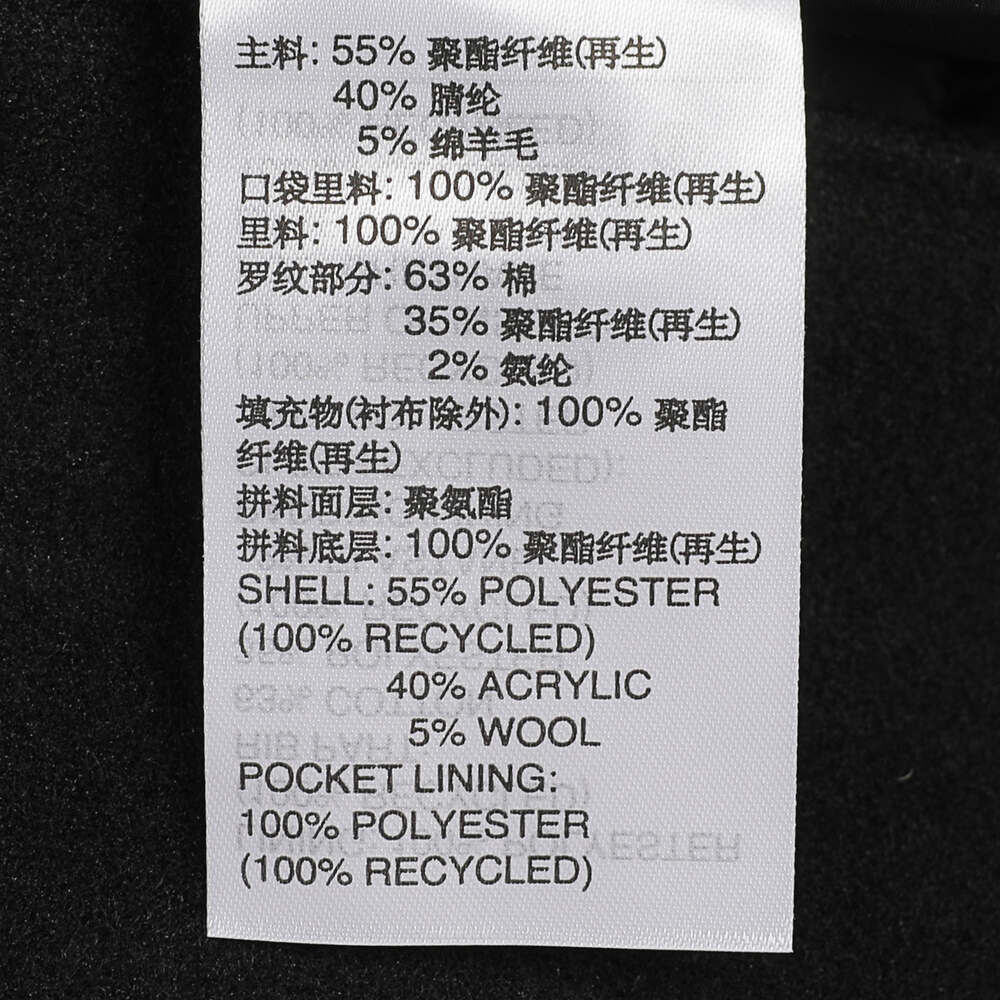 主料: 55% 聚酯纤维(再生)
40% 腈纶
5% 绵羊毛
口袋里料: 100% 聚酯纤维(再生)
里料: 100% 聚酯纤维(再生)
罗纹部分: 63% 棉
35% 聚酯纤维(再生)
2% 氨纶
填充物(衬布除外): 100% 聚酯
纤维(再生)
拼料面层: 聚氨酯
拼料底层: 100% 聚酯纤维(再生)
SHELL: 55% POLYESTER
(100% RECYCLED)
40% ACRYLIC
5% WOOL
POCKET LINING:
100% POLYESTER
(100% RECYCLED)